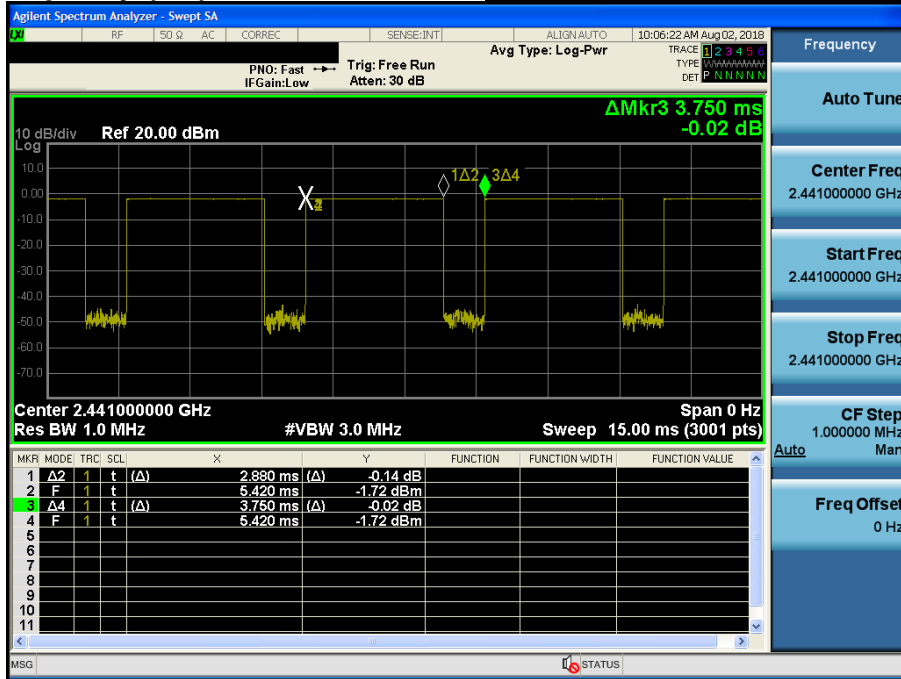 Agilent Spectrum Analyzer - Swept SA
LXI RF 50 Ω AC CORREC SENSE:INT ALIGN AUTO 10:06:22 AM Aug 02, 2018
Avg Type: Log-Pwr
TRACE 1 2 3 4 5 6
TYPE
DET P N N N N N
PNO: Fast
IFGain:Low
Trig: Free Run
Atten: 30 dB
ΔMkr3 3.750 ms
-0.02 dB
10 dB/div Ref 20.00 dBm
Log
10.0
0.00
-10.0
-20.0
-30.0
-40.0
-50.0
-60.0
-70.0
1Δ2 3Δ4
Center 2.441000000 GHz Span 0 Hz
Res BW 1.0 MHz #VBW 3.0 MHz Sweep 15.00 ms (3001 pts)
MKR MODE TRC SCL X Y FUNCTION FUNCTION WIDTH FUNCTION VALUE
1 Δ2 1 t (Δ) 2.880 ms (Δ) -0.14 dB
2 F 1 t 5.420 ms -1.72 dBm
3 Δ4 1 t (Δ) 3.750 ms (Δ) -0.02 dB
4 F 1 t 5.420 ms -1.72 dBm
5
6
7
8
9
10
11
MSG STATUS
Frequency
Auto Tune
Center Freq
2.441000000 GHz
Start Freq
2.441000000 GHz
Stop Freq
2.441000000 GHz
CF Step
1.000000 MHz
Auto Man
Freq Offset
0 Hz